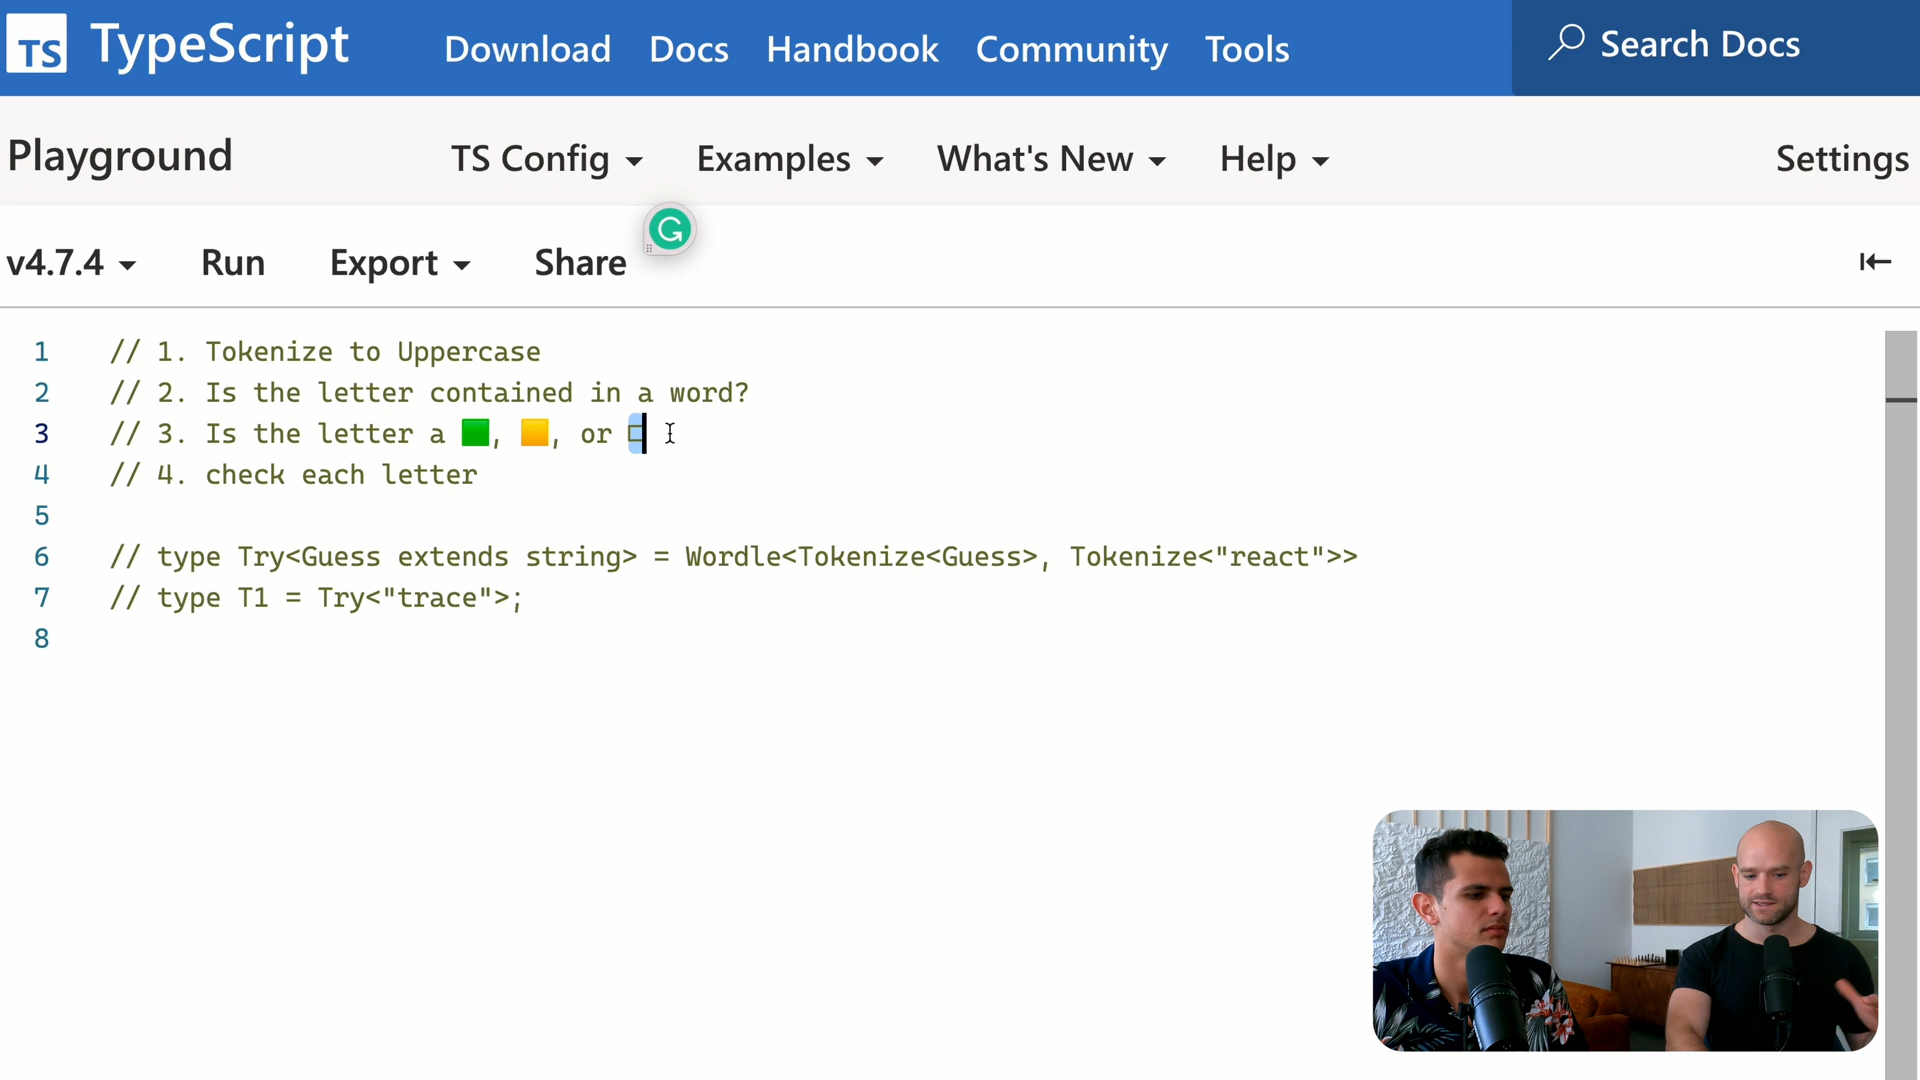 TS TypeScript Download Docs Handbook Community Tools Search Docs
Playground TS Config Examples What's New Help Settings
v4.7.4 Run Export Share
1 // 1. Tokenize to Uppercase
2 // 2. Is the letter contained in a word?
3 // 3. Is the letter a 🟩, 🟨, or □
4 // 4. check each letter
5
6 // type Try<Guess extends string> = Wordle<Tokenize<Guess>, Tokenize<"react">>
7 // type T1 = Try<"trace">;
8